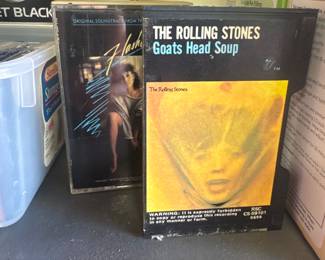 ET BLACK
ORIGINAL SOUNDTRACK FROM THE
Flash
THE ROLLING STONES
Goats Head Soup
The Rolling Stones
WARNING: It is expressly forbidden
to copy or reproduce this recording
in any manner or form.
RSC
CS-59101